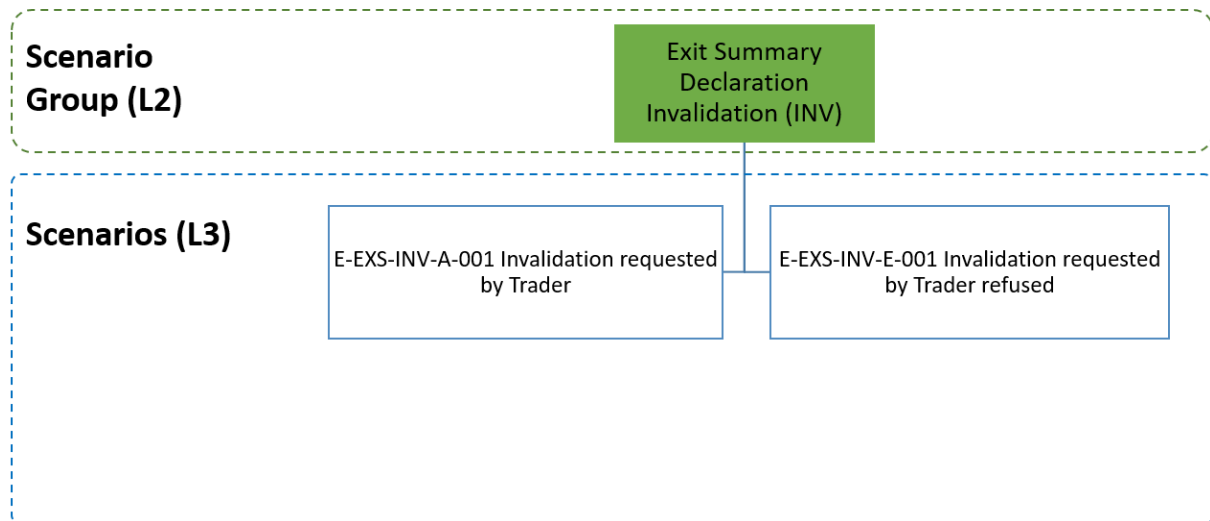 Scenario
Group (L2)
Exit Summary
Declaration
Invalidation (INV)
Scenarios (L3)
E-EXS-INV-A-001 Invalidation requested
by Trader
E-EXS-INV-E-001 Invalidation requested
by Trader refused